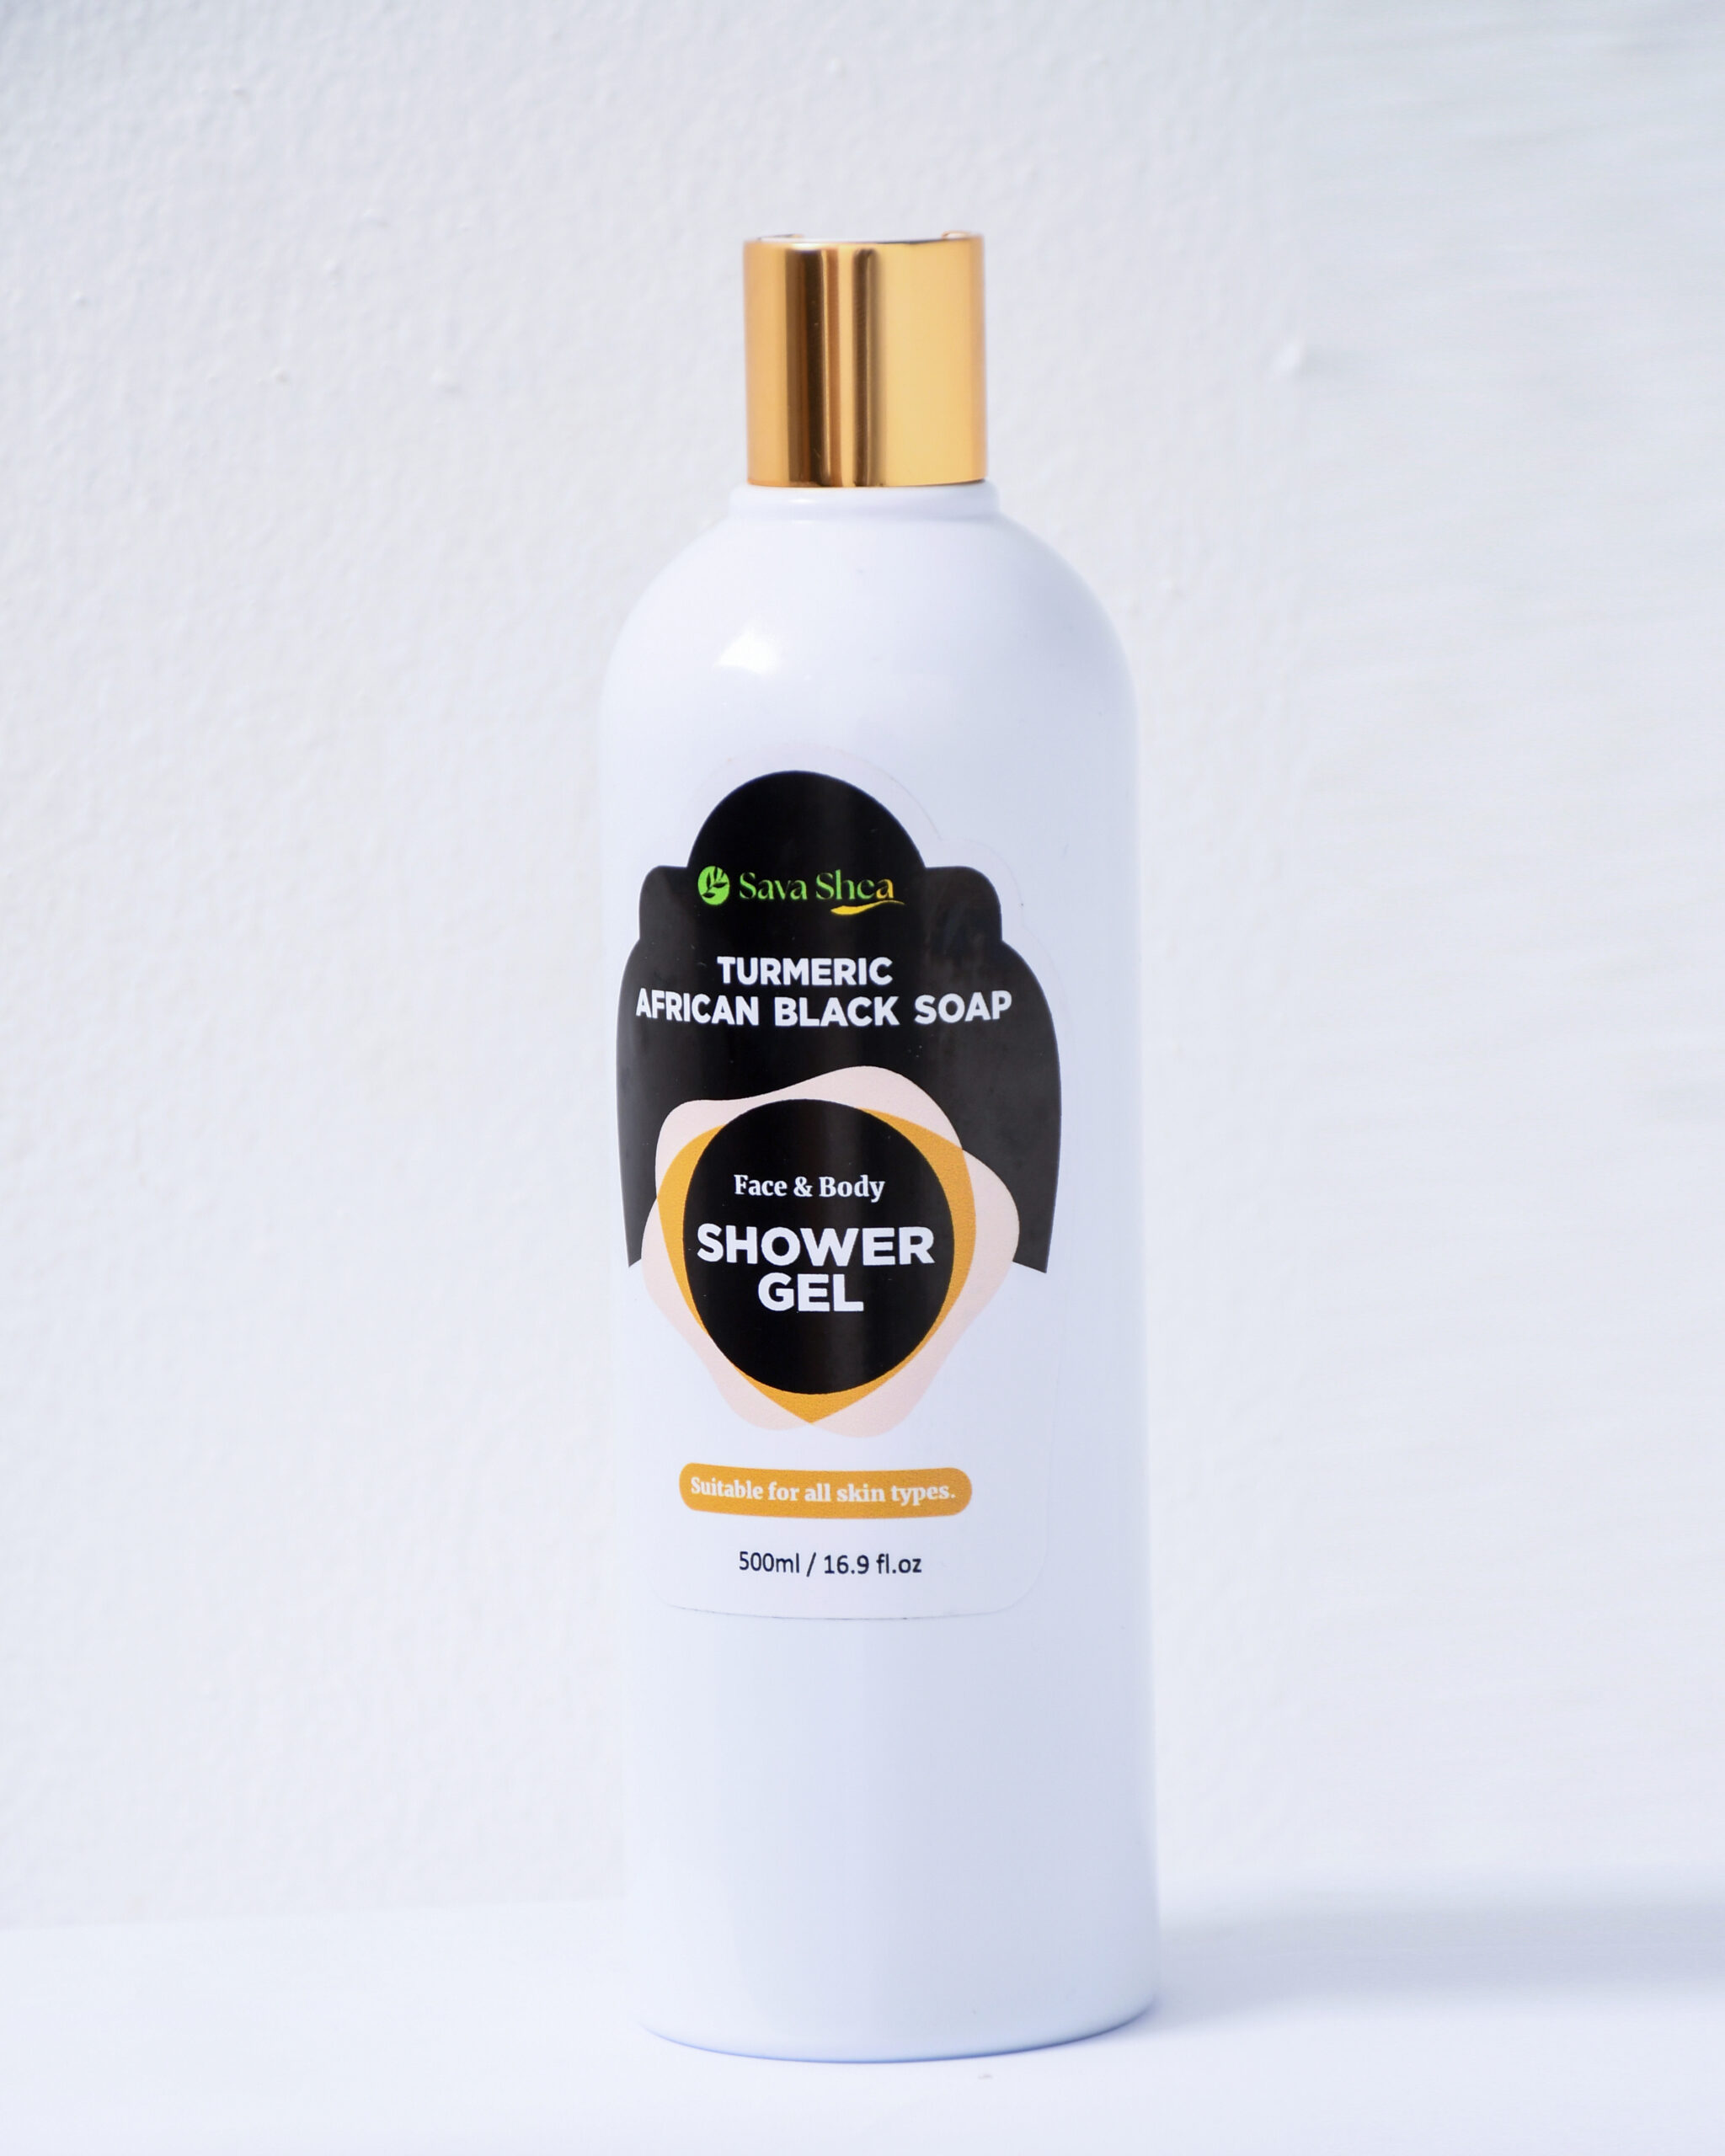 Sava Shea
TURMERIC
AFRICAN BLACK SOAP
Face & Body
SHOWER
GEL
Suitable for all skin types.
500ml / 16.9 fl.oz